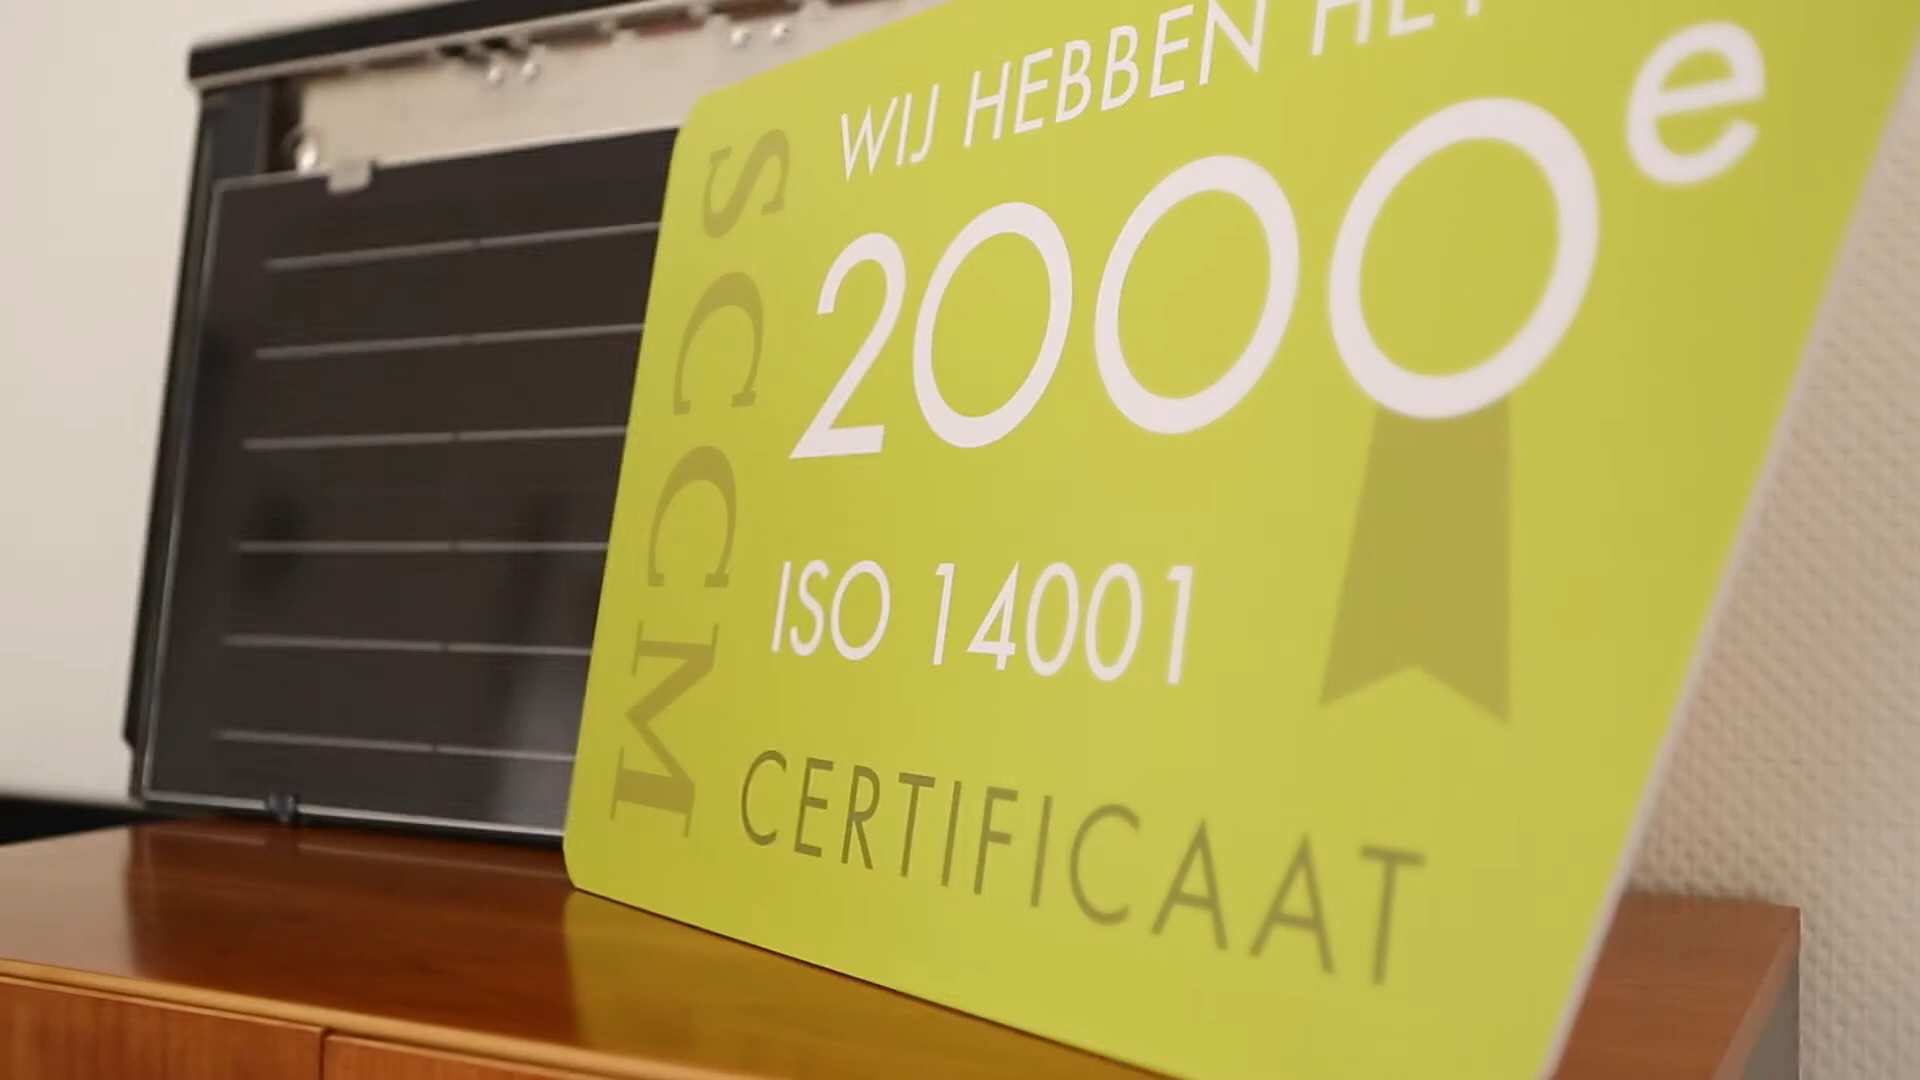 WIJ HEBBEN HET
2000e
ISO 14001
CERTIFICAAT
SCCM